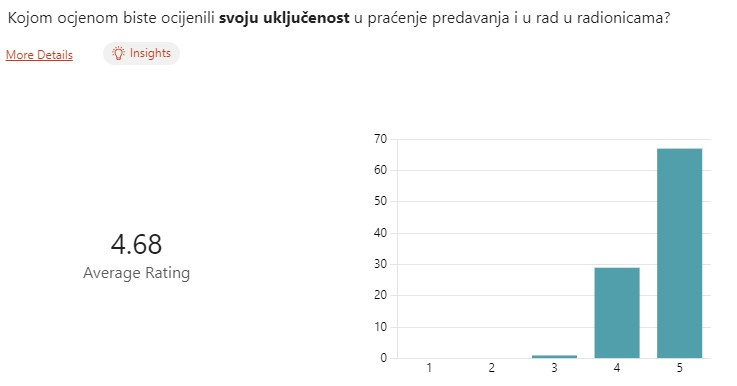 Kojom ocjenom biste ocijenili svoju uključenost u praćenje predavanja i u rad u radionicama?
More Details
Insights
4.68
Average Rating
70
60
50
40
30
20
10
0
1 2 3 4 5